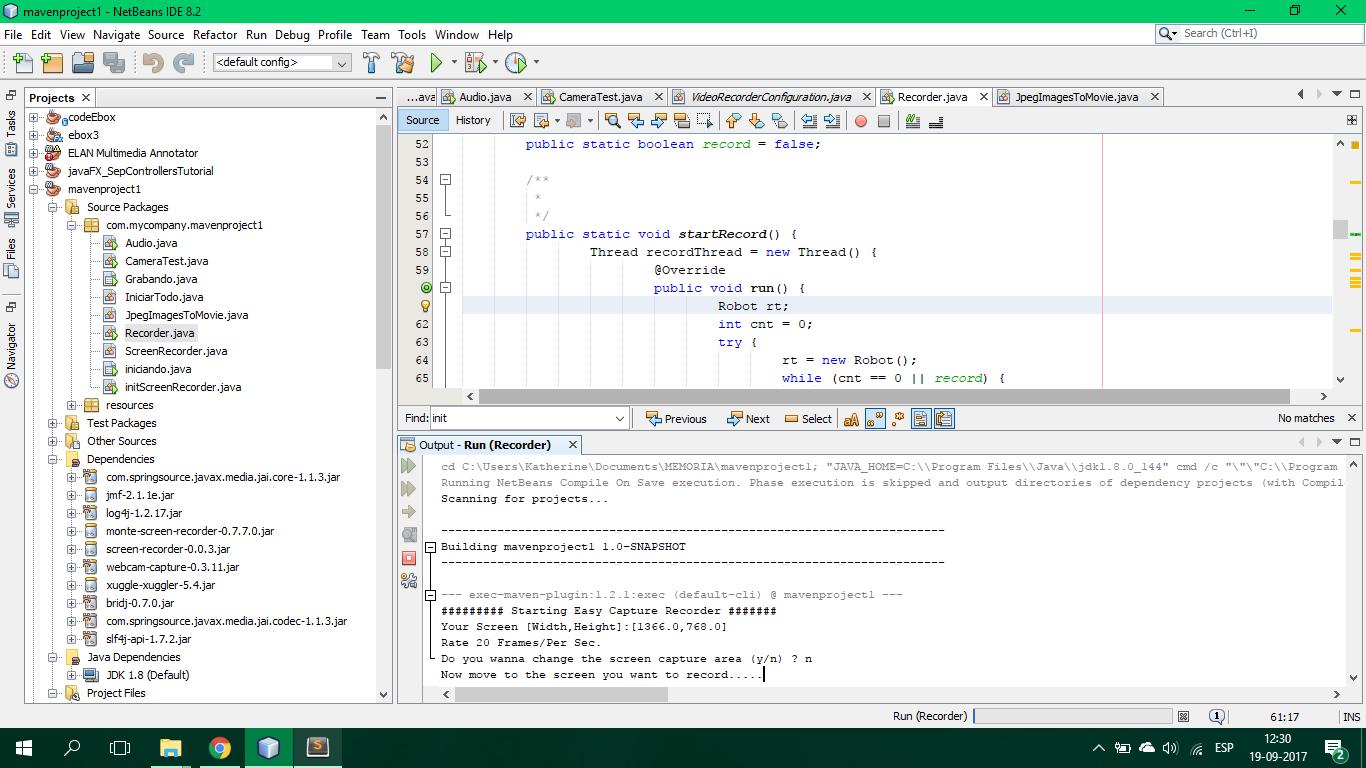 mavenproject1 - NetBeans IDE 8.2
File Edit View Navigate Source Refactor Run Debug Profile Team Tools Window Help
Search (Ctrl+I)
<default config>
Tasks
Services
Files
Navigator
Projects
codeEbox
ebox3
ELAN Multimedia Annotator
javaFX_SepControllersTutorial
mavenproject1
Source Packages
com.mycompany.mavenproject1
Audio.java
CameraTest.java
Grabando.java
IniciarTodo.java
JpegImagesToMovie.java
Recorder.java
ScreenRecorder.java
iniciando.java
initScreenRecorder.java
resources
Test Packages
Other Sources
Dependencies
com.springsource.javax.media.jai.core-1.1.3.jar
jmf-2.1.1e.jar
log4j-1.2.17.jar
monte-screen-recorder-0.7.7.0.jar
screen-recorder-0.0.3.jar
webcam-capture-0.3.11.jar
xuggle-xuggler-5.4.jar
bridj-0.7.0.jar
com.springsource.javax.media.jai.codec-1.1.3.jar
slf4j-api-1.7.2.jar
Java Dependencies
JDK 1.8 (Default)
Project Files
...ava Audio.java CameraTest.java VideoRecorderConfiguration.java Recorder.java JpegImagesToMovie.java
Source History
52 public static boolean record = false;
53
54 /**
55 *
56 */
57 public static void startRecord() {
58 Thread recordThread = new Thread() {
59 @Override
public void run() {
Robot rt;
62 int cnt = 0;
63 try {
64 rt = new Robot();
65 while (cnt == 0 || record) {
Find: init Previous Next Select aA No matches
Output - Run (Recorder)
cd C:\Users\Katherine\Documents\MEMORIA\mavenproject1; "JAVA_HOME=C:\\Program Files\\Java\\jdk1.8.0_144" cmd /c "\"\"C:\\Program
Running NetBeans Compile On Save execution. Phase execution is skipped and output directories of dependency projects (with Compil
Scanning for projects...
------------------------------------------------------------------------
Building mavenproject1 1.0-SNAPSHOT
------------------------------------------------------------------------
--- exec-maven-plugin:1.2.1:exec (default-cli) @ mavenproject1 ---
######### Starting Easy Capture Recorder #######
Your Screen [Width,Height]:[1366.0,768.0]
Rate 20 Frames/Per Sec.
Do you wanna change the screen capture area (y/n) ? n
Now move to the screen you want to record.....
Run (Recorder) 1 61:17 INS
ESP
12:30
19-09-2017
2